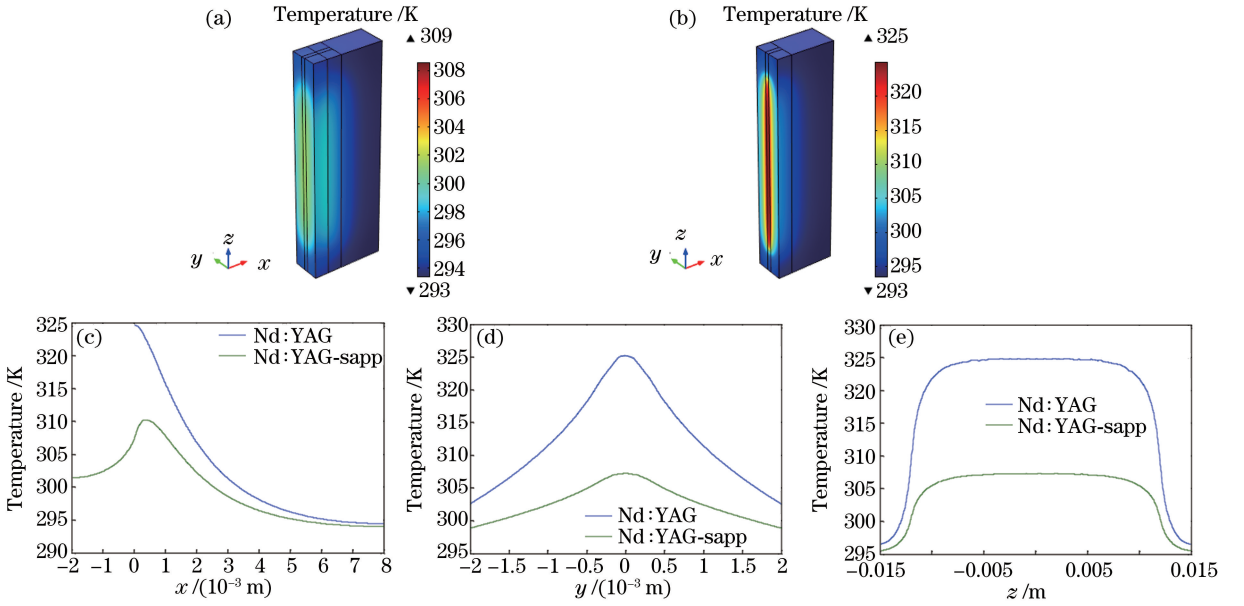 (a)
Temperature /K
▲ 309
308
306
304
302
300
298
296
294
▼ 293
z
y
x
(b)
Temperature /K
▲ 325
320
315
310
305
300
295
▼ 293
z
y
x
(c)
Nd:YAG
Nd:YAG-sapp
Temperature /K
325
320
315
310
305
300
295
290
−2 −1 0 1 2 3 4 5 6 7 8
x /(10⁻³ m)
(d)
Nd:YAG
Nd:YAG-sapp
Temperature /K
330
325
320
315
310
305
300
295
−2 −1.5 −1 −0.5 0 0.5 1 1.5 2
y /(10⁻³ m)
(e)
Nd:YAG
Nd:YAG-sapp
Temperature /K
330
325
320
315
310
305
300
295
−0.015 −0.005 0.005 0.015
z /m